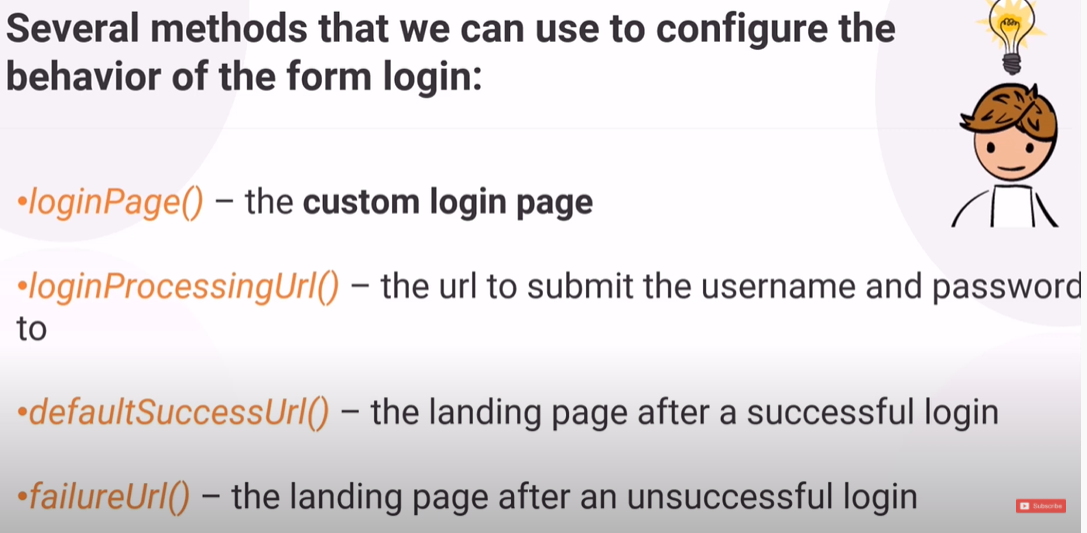 Several methods that we can use to configure the
behavior of the form login:
•loginPage() – the custom login page
•loginProcessingUrl() – the url to submit the username and password
to
•defaultSuccessUrl() – the landing page after a successful login
•failureUrl() – the landing page after an unsuccessful login
Subscribe